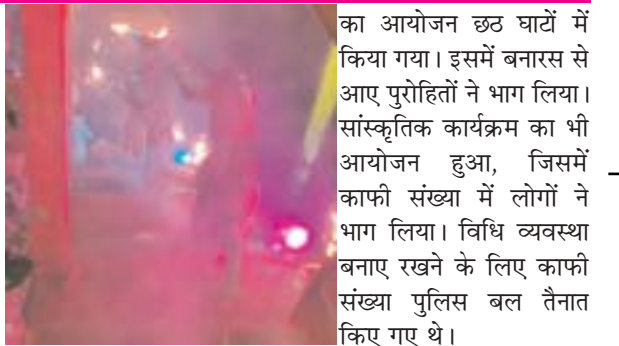 का आयोजन छठ घाटों में
किया गया। इसमें बनारस से
आए पुरोहितों ने भाग लिया।
सांस्कृतिक कार्यक्रम का भी
आयोजन हुआ, जिसमें
काफी संख्या में लोगों ने
भाग लिया। विधि व्यवस्था
बनाए रखने के लिए काफी
संख्या पुलिस बल तैनात
किए गए थे।